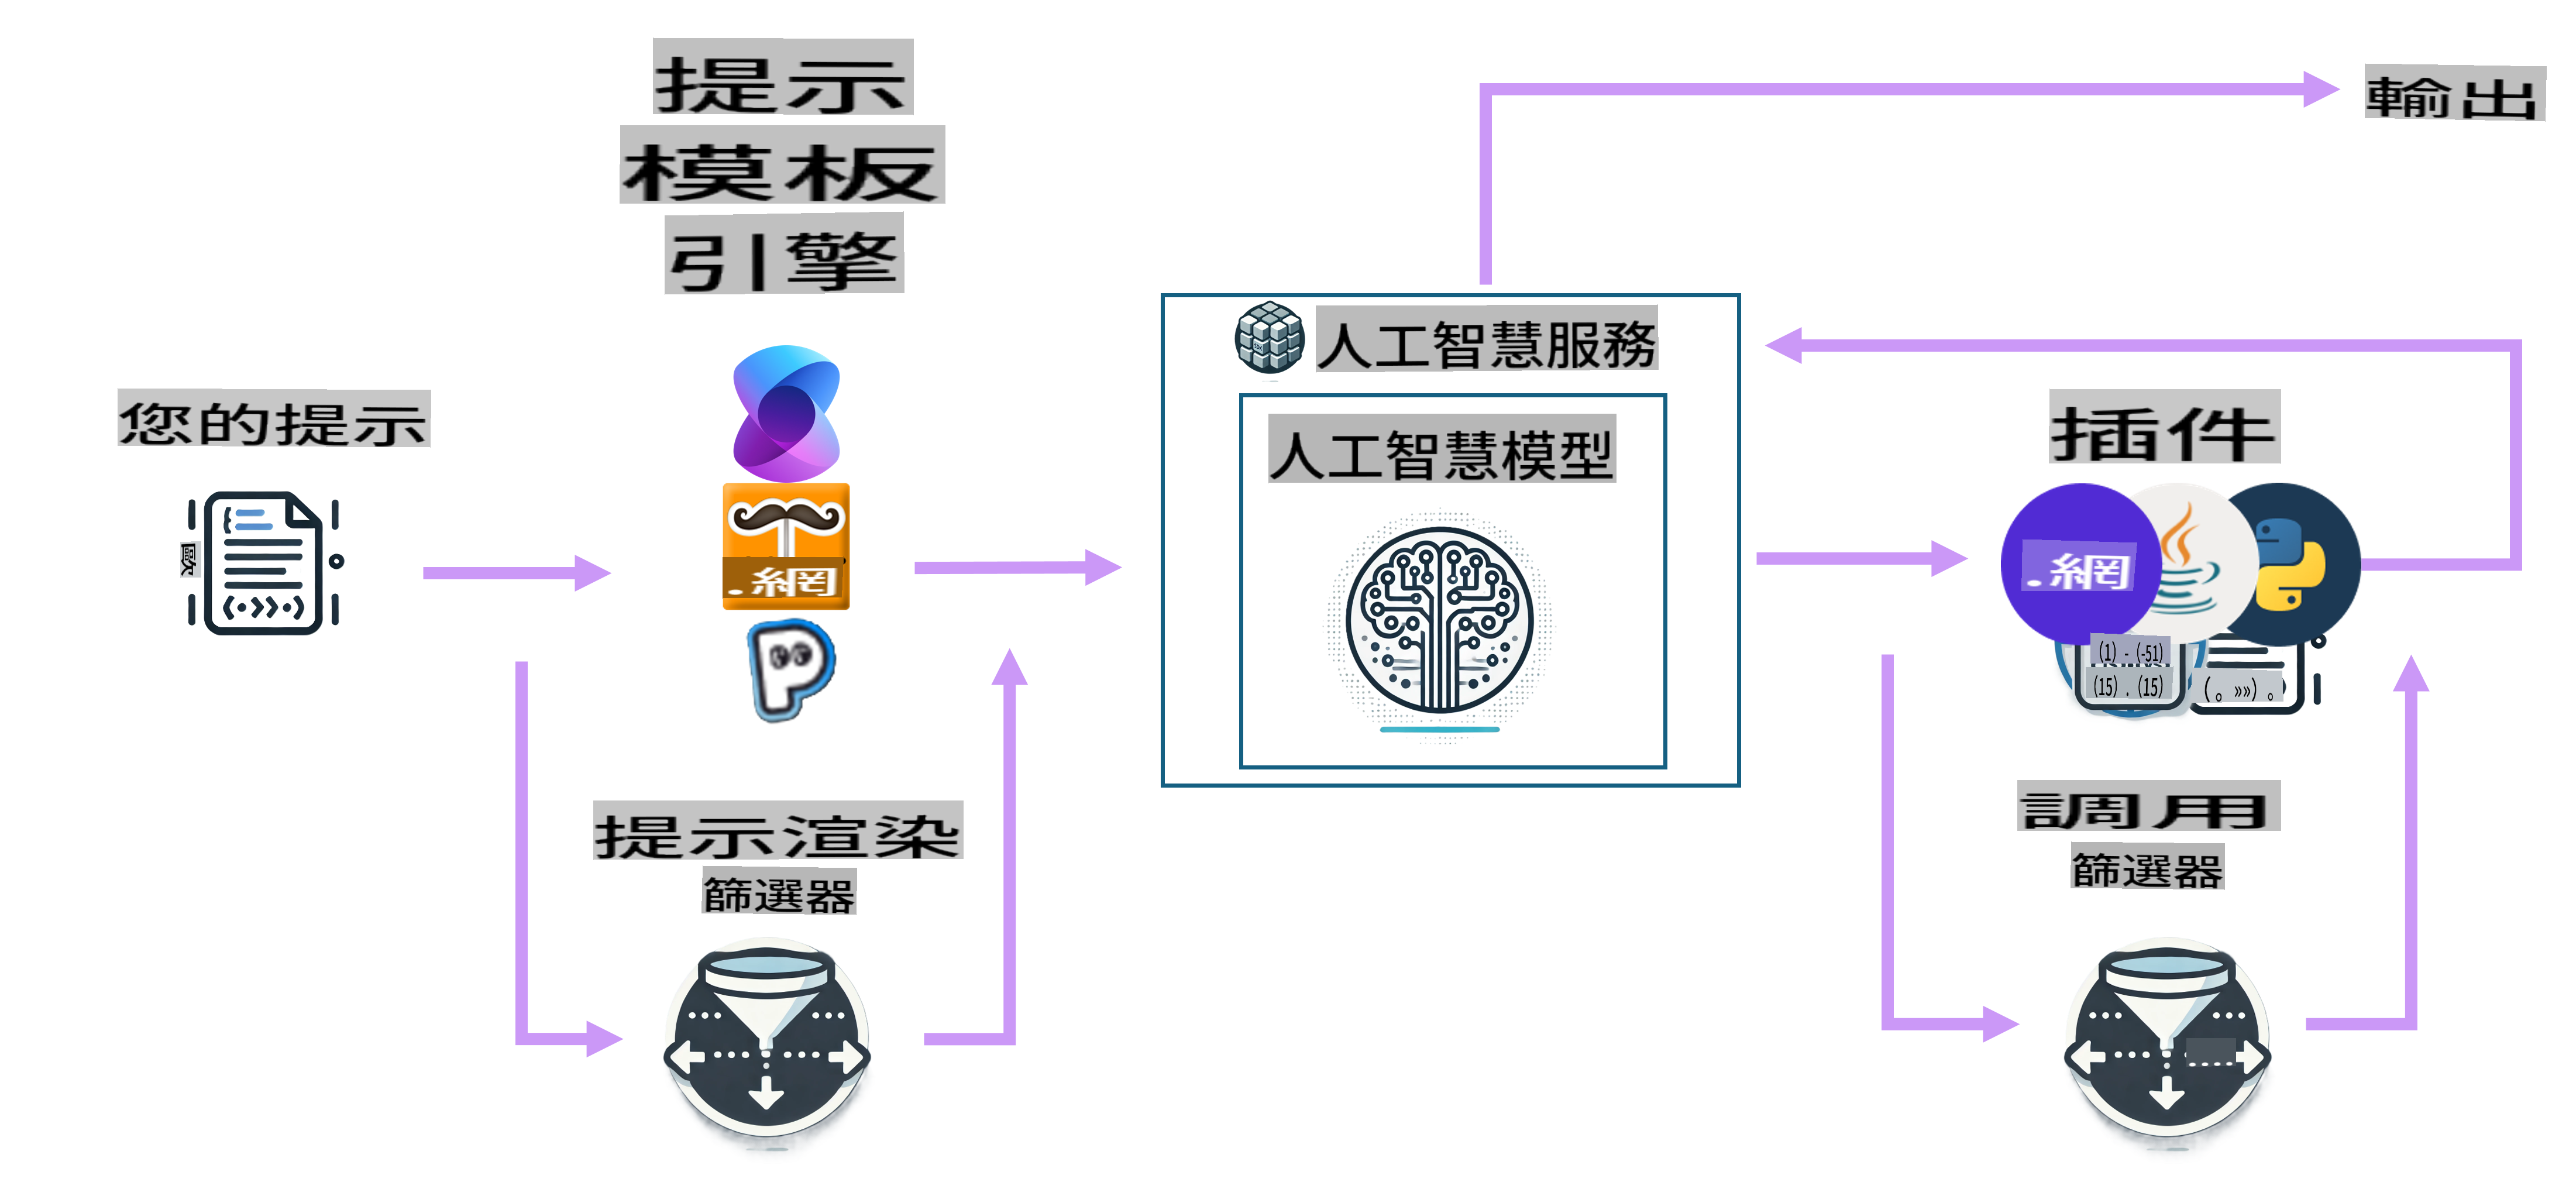 提示
模板
引擎
輸出
人工智慧服務
您的提示
人工智慧模型
插件
.網
.網
(1) - (-51)
(15) . (15)
(。»») 。
提示渲染
篩選器
調用
篩選器